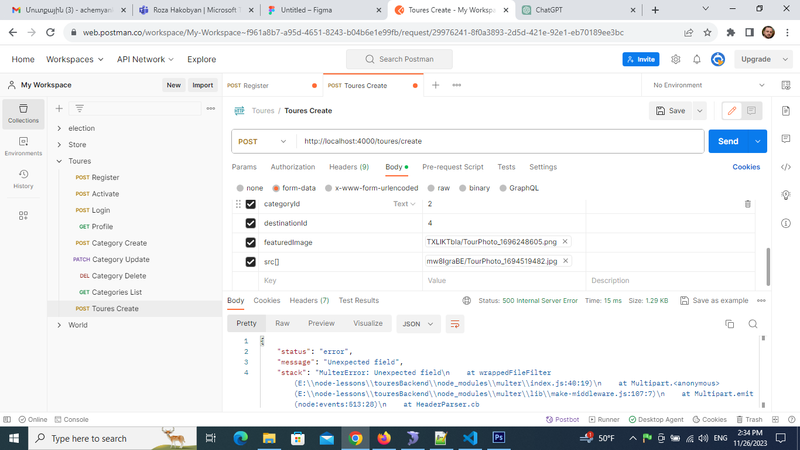 Մուտքային (3) - achemyan
Roza Hakobyan | Microsoft T
Untitled – Figma
Toures Create - My Worksp
ChatGPT
web.postman.co/workspace/My-Workspace~f961a8b7-a95d-4651-8243-b04b6e1e99fb/request/29976241-8f0a3893-2d5d-421e-92e1-eb70189ee3bc
Home Workspaces API Network Explore Search Postman Invite Upgrade
My Workspace New Import POST Register POST Toures Create No Environment
Collections
Environments
History
election
Store
Toures
POST Register
POST Activate
POST Login
GET Profile
POST Category Create
PATCH Category Update
DEL Category Delete
GET Categories List
POST Toures Create
World
Toures / Toures Create Save
POST http://localhost:4000/toures/create Send
Params Authorization Headers (9) Body Pre-request Script Tests Settings Cookies
none form-data x-www-form-urlencoded raw binary GraphQL
categoryId Text 2
destinationId 4
featuredImage TXLIKTbla/TourPhoto_1696248605.png
src[] mw8IgraBE/TourPhoto_1694519482.jpg
Key Value Description
Body Cookies Headers (7) Test Results Status: 500 Internal Server Error Time: 15 ms Size: 1.29 KB Save as example
Pretty Raw Preview Visualize JSON
1 {
2 "status": "error",
3 "message": "Unexpected field",
4 "stack": "MulterError: Unexpected field\n    at wrappedFileFilter
(E:\\node-lessons\\touresBackend\\node_modules\\multer\\index.js:40:19)\n    at Multipart.<anonymous>
(E:\\node-lessons\\touresBackend\\node_modules\\multer\\lib\\make-middleware.js:107:7)\n    at Multipart.emit
(node:events:513:28)\n    at HeaderParser.cb
Online Console Postbot Runner Desktop Agent Cookies Trash
Type here to search 50°F 2:34 PM
11/26/2023